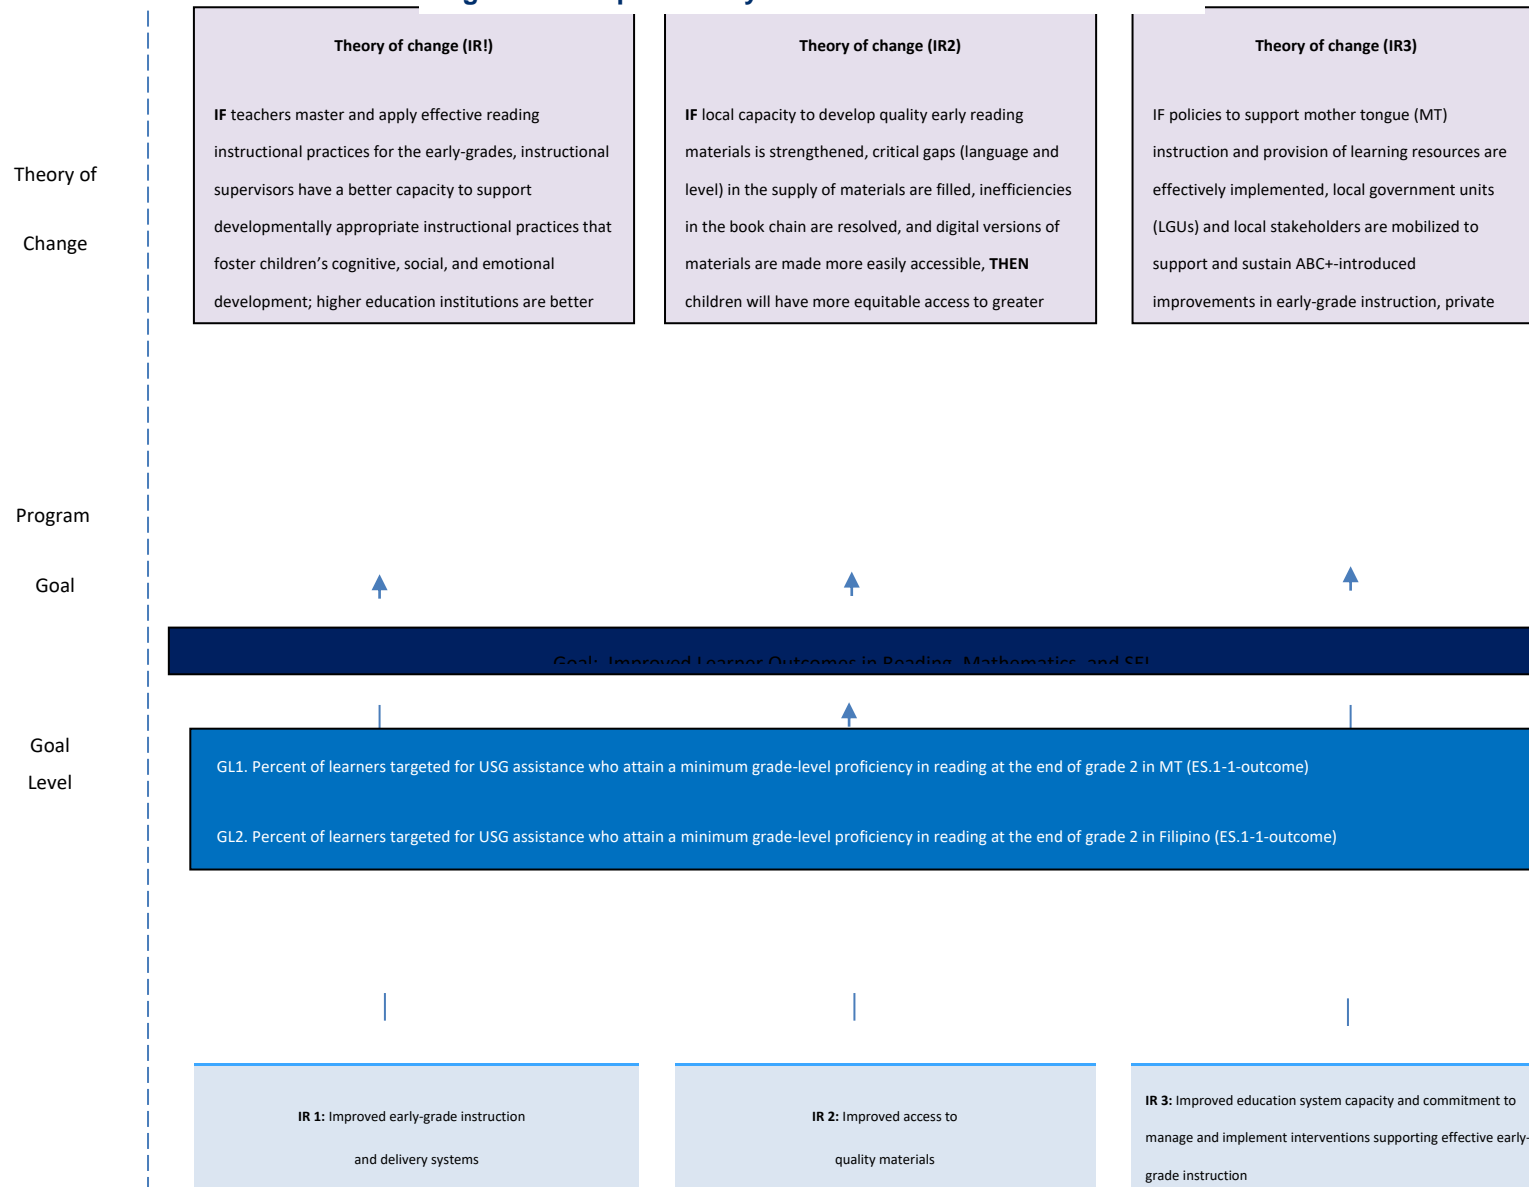 Theory of change (IR!)
IF teachers master and apply effective reading
instructional practices for the early-grades, instructional
supervisors have a better capacity to support
developmentally appropriate instructional practices that
foster children’s cognitive, social, and emotional
development; higher education institutions are better
Theory of change (IR2)
IF local capacity to develop quality early reading
materials is strengthened, critical gaps (language and
level) in the supply of materials are filled, inefficiencies
in the book chain are resolved, and digital versions of
materials are made more easily accessible, THEN
children will have more equitable access to greater
Theory of change (IR3)
IF policies to support mother tongue (MT)
instruction and provision of learning resources are
effectively implemented, local government units
(LGUs) and local stakeholders are mobilized to
support and sustain ABC+-introduced
improvements in early-grade instruction, private
Theory of
Change
Program
Goal
Goal: Improved Learner Outcomes in Reading, Mathematics, and SEL
Goal
Level
GL1. Percent of learners targeted for USG assistance who attain a minimum grade-level proficiency in reading at the end of grade 2 in MT (ES.1-1-outcome)
GL2. Percent of learners targeted for USG assistance who attain a minimum grade-level proficiency in reading at the end of grade 2 in Filipino (ES.1-1-outcome)
IR 1: Improved early-grade instruction
and delivery systems
IR 2: Improved access to
quality materials
IR 3: Improved education system capacity and commitment to
manage and implement interventions supporting effective early-
grade instruction